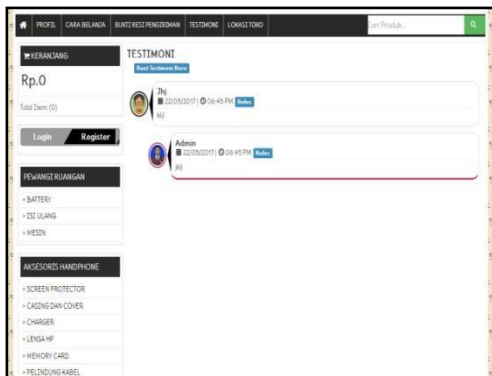 PROFIL CARA BELANJA BUKTI RESI PENGIRIMAN TESTIMONI LOKASI TOKO Cari Produk..
KERANJANG
Rp.0
Total Items (0)
Login Register
PEWANGI RUANGAN
» BATTERY
» ISI ULANG
» MESIN
AKSESORIS HANDPHONE
» SCREEN PROTECTOR
» CASING DAN COVER
» CHARGER
» LENSA HP
» MEMORY CARD
» PELINDUNG KABEL
TESTIMONI
Buat Testimoni Baru
Jhj
22/05/2017 | 06:45 PM Balas
Admin
22/05/2017 | 06:45 PM Balas